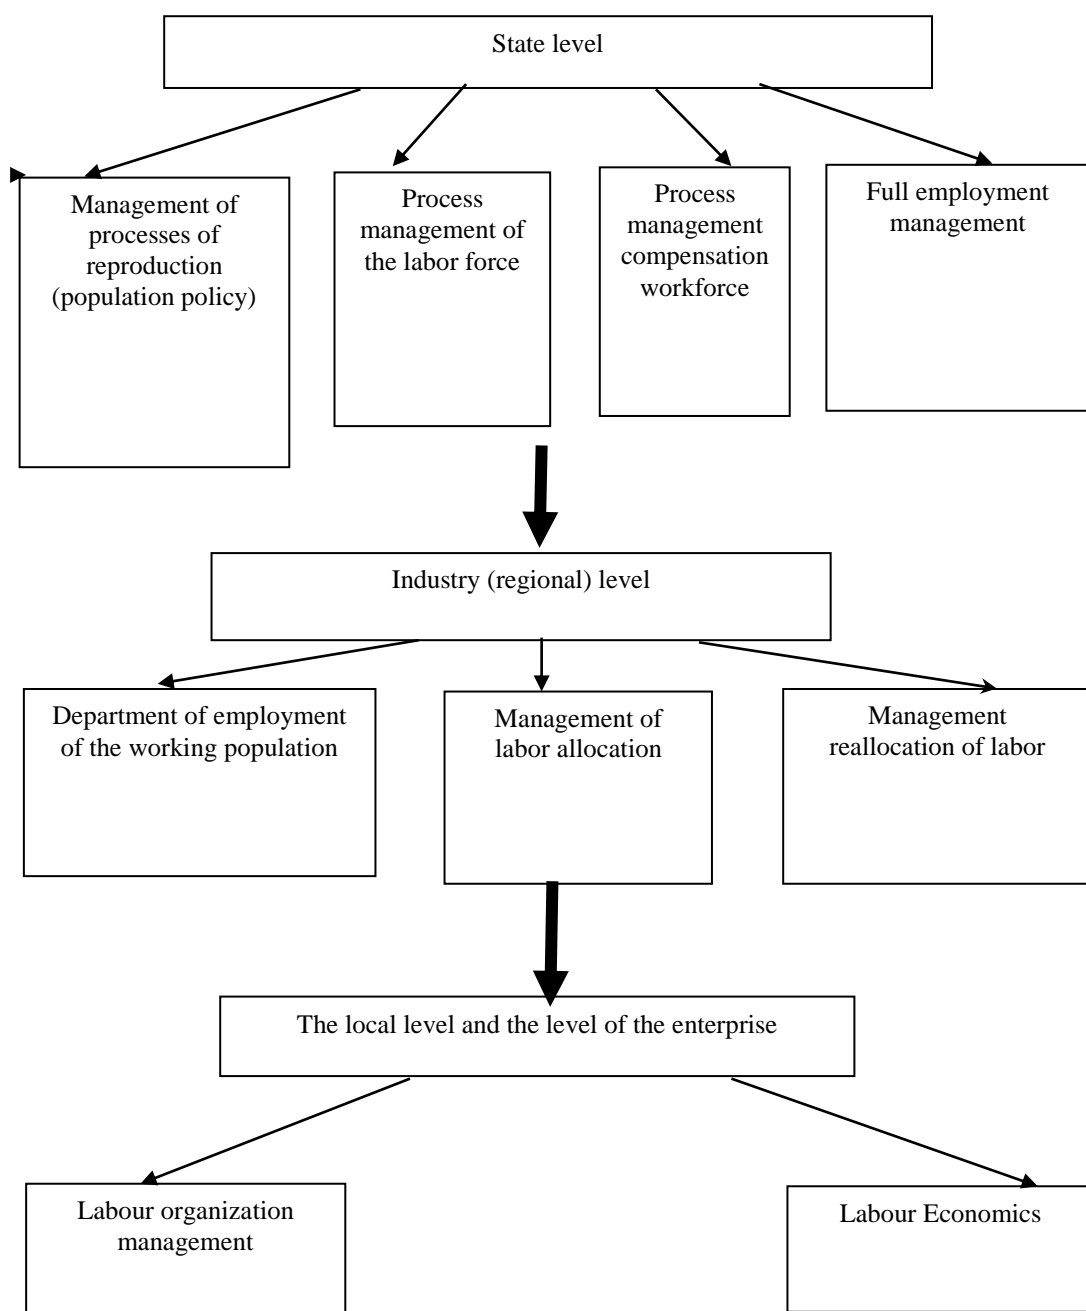 State level
Management of
processes of
reproduction
(population policy)
Process
management of
the labor force
Process
management
compensation
workforce
Full employment
management
Industry (regional) level
Department of employment
of the working population
Management of
labor allocation
Management
reallocation of labor
The local level and the level of the enterprise
Labour organization
management
Labour Economics